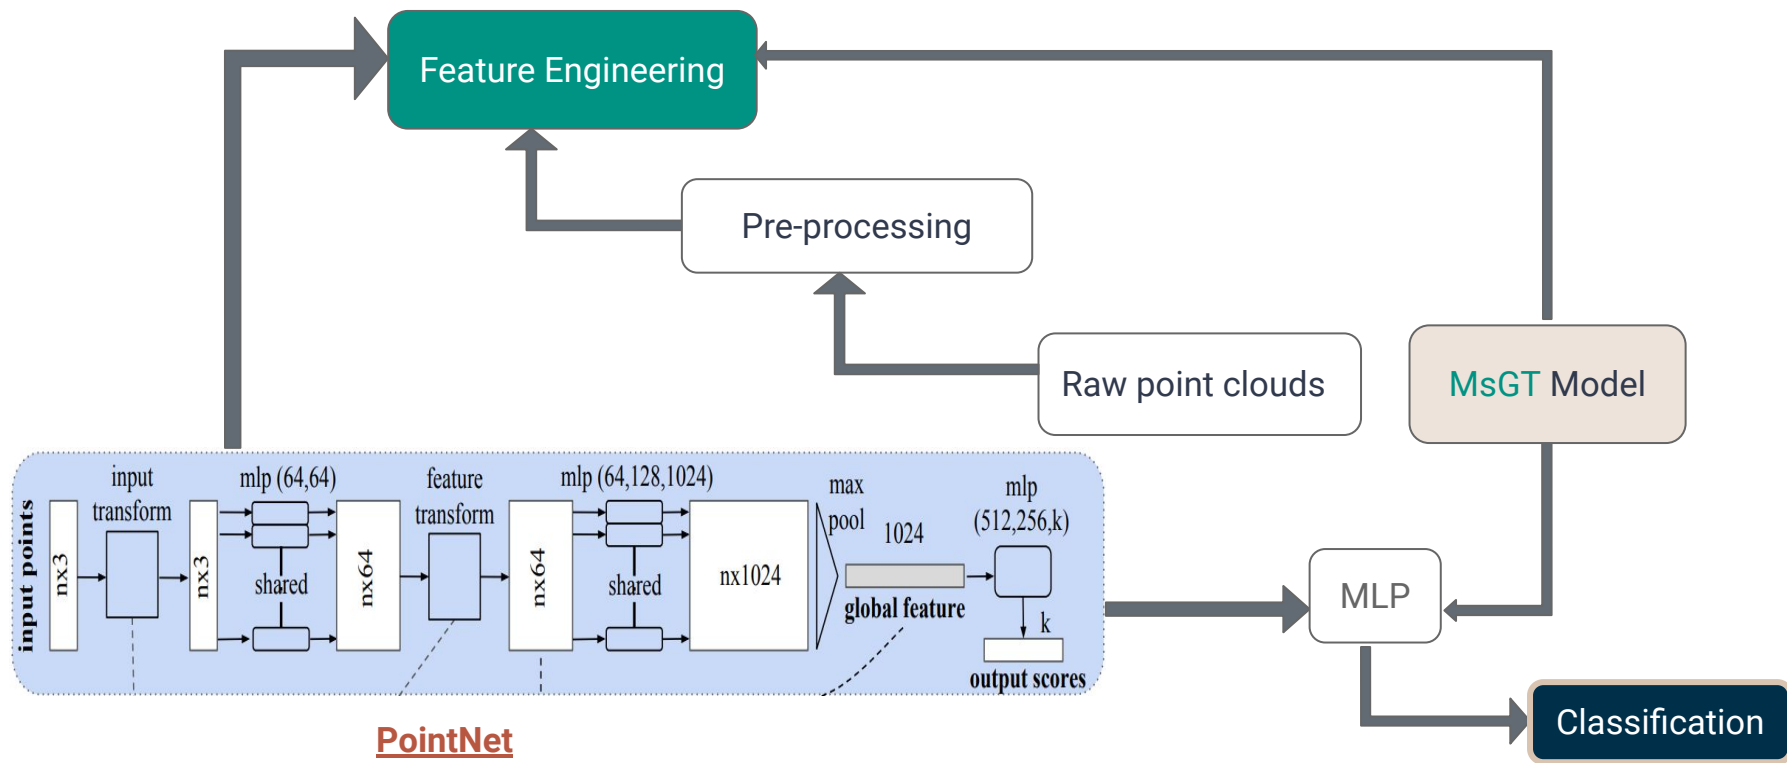 Feature Engineering
Pre-processing
Raw point clouds
MsGT Model
input points
nx3
input
transform
nx3
mlp (64,64)
shared
nx64
feature
transform
nx64
mlp (64,128,1024)
shared
nx1024
max
pool
1024
global feature
mlp
(512,256,k)
k
output scores
MLP
Classification
PointNet